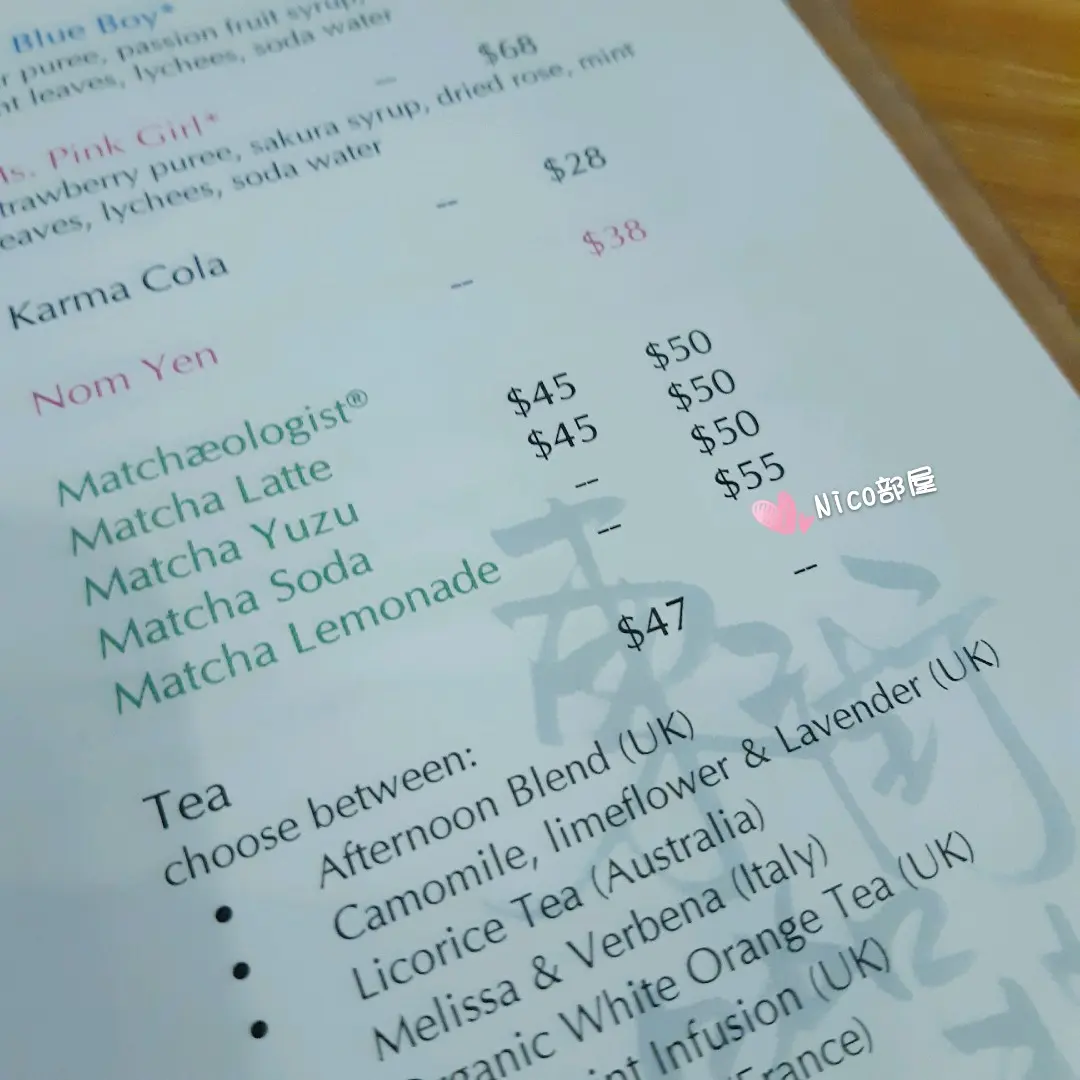 Blue Boy*
puree, passion fruit syrup,
leaves, lychees, soda water
Pink Girl* -- $68
trawberry puree, sakura syrup, dried rose, mint
eaves, lychees, soda water
Karma Cola -- $28
Nom Yen -- $38
Matchæologist®
Matcha Latte $45 $50
Matcha Yuzu $45 $50
Matcha Soda -- $50
Matcha Lemonade -- $55
Nico部屋
Tea $47 --
choose between:
• Afternoon Blend (UK)
• Camomile, limeflower & Lavender (UK)
• Licorice Tea (Australia)
Melissa & Verbena (Italy)
rganic White Orange Tea (UK)
nt Infusion (UK)
France)